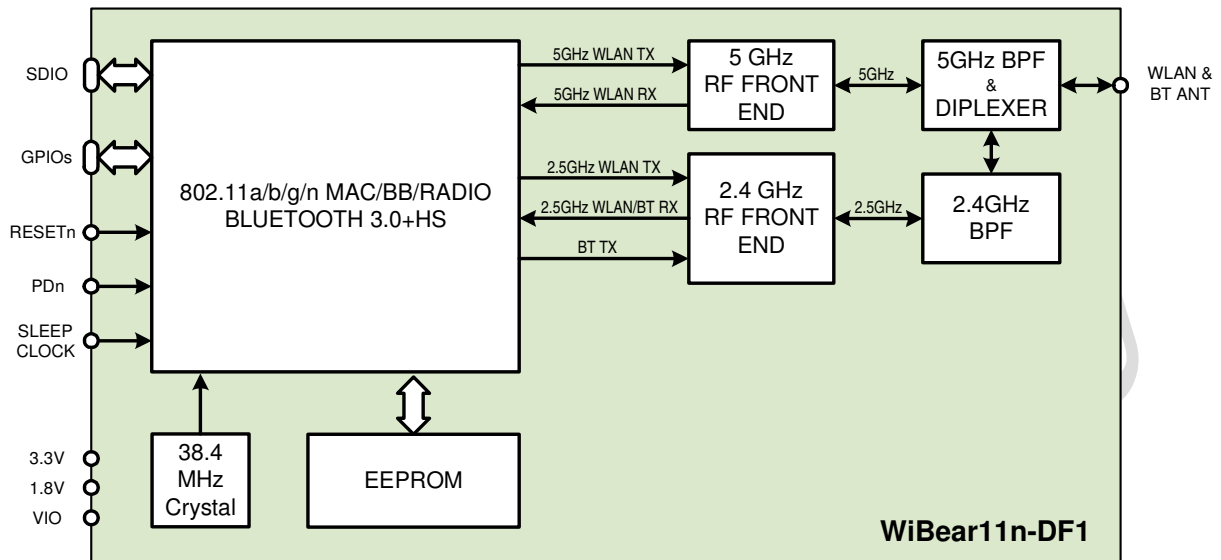 SDIO
GPIOs
RESETn
PDn
SLEEP
CLOCK
3.3V
1.8V
VIO
802.11a/b/g/n MAC/BB/RADIO
BLUETOOTH 3.0+HS
38.4
MHz
Crystal
EEPROM
5GHz WLAN TX
5GHz WLAN RX
2.5GHz WLAN TX
2.5GHz WLAN/BT RX
BT TX
5 GHz
RF FRONT
END
2.4 GHz
RF FRONT
END
5GHz
2.5GHz
5GHz BPF
&
DIPLEXER
2.4GHz
BPF
WLAN &
BT ANT
WiBear11n-DF1